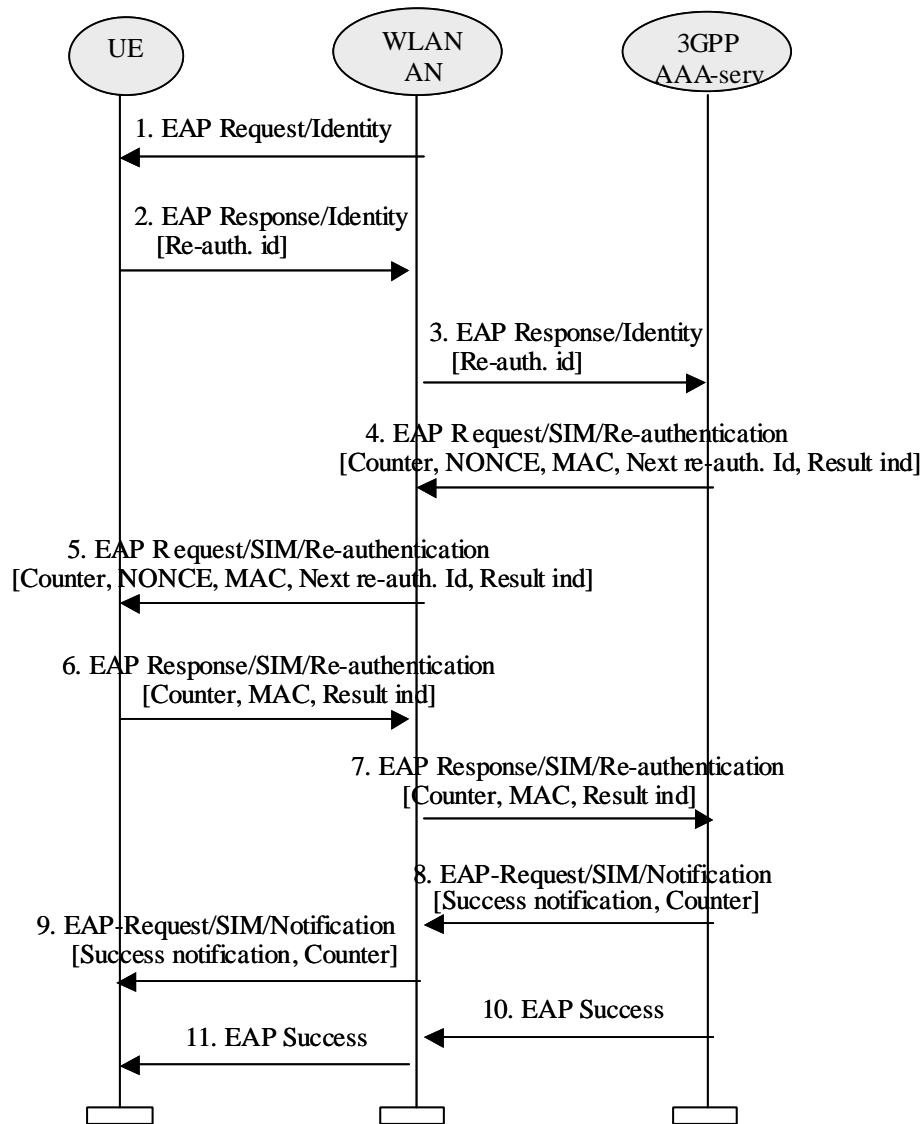 UE
WLAN
AN
3GPP
AAA-serv
1. EAP Request/Identity
2. EAP Response/Identity
[Re-auth. id]
3. EAP Response/Identity
[Re-auth. id]
4. EAP Request/SIM/Re-authentication
[Counter, NONCE, MAC, Next re-auth. Id, Result ind]
5. EAP Request/SIM/Re-authentication
[Counter, NONCE, MAC, Next re-auth. Id, Result ind]
6. EAP Response/SIM/Re-authentication
[Counter, MAC, Result ind]
7. EAP Response/SIM/Re-authentication
[Counter, MAC, Result ind]
8. EAP-Request/SIM/Notification
[Success notification, Counter]
9. EAP-Request/SIM/Notification
[Success notification, Counter]
10. EAP Success
11. EAP Success